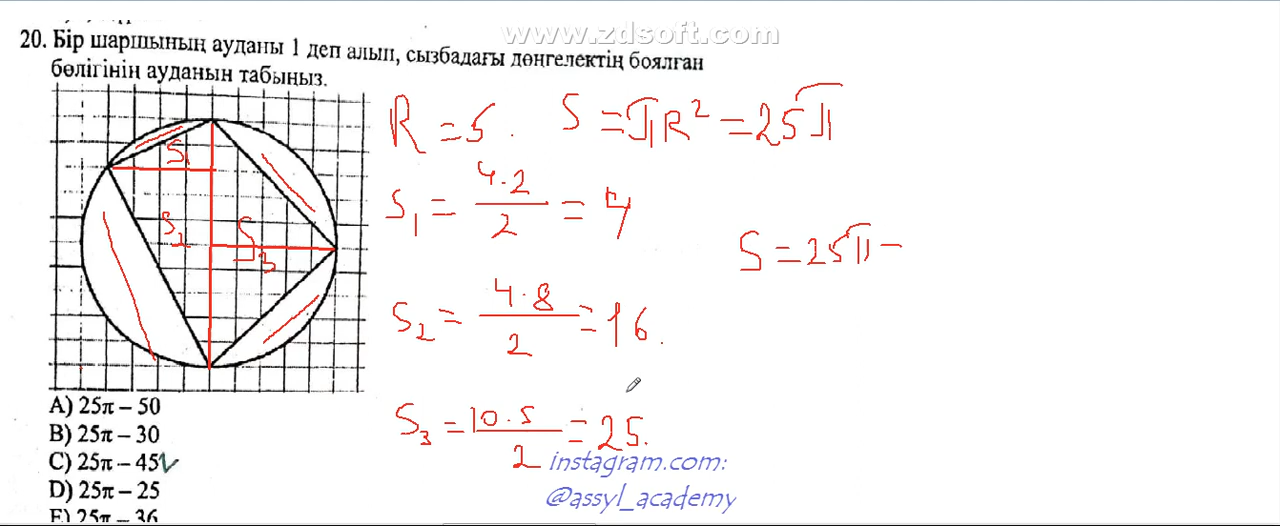 www.zdsoft.com
20. Бір шаршының ауданы 1 деп алып, сызбадағы дөңгелектің боялған
бөлігінің ауданын табыңыз.
R = 5. S = πR² = 25π
S₁ = 4·2/2 = 4
S = 25π −
S₂ = 4·8/2 = 16.
S₃ = 10·5/2 = 25.
S₁
S₂
S₃
A) 25π – 50
B) 25π – 30
C) 25π – 45
D) 25π – 25
E) 25π – 36
instagram.com:
@assyl_academy